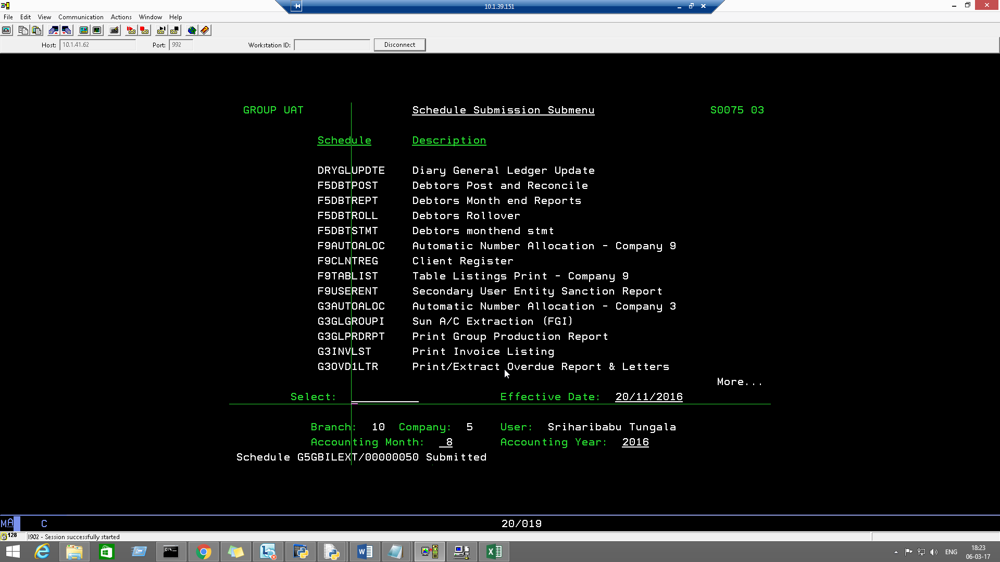 10.1.39.151
File Edit View Communication Actions Window Help
Host: 10.1.41.62 Port: 992 Workstation ID: Disconnect
GROUP UAT Schedule Submission Submenu S0075 03
Schedule Description
DRYGLUPDTE Diary General Ledger Update
F5DBTPOST Debtors Post and Reconcile
F5DBTREPT Debtors Month end Reports
F5DBTROLL Debtors Rollover
F5DBTSTMT Debtors monthend stmt
F9AUTOALOC Automatic Number Allocation - Company 9
F9CLNTREG Client Register
F9TABLIST Table Listings Print - Company 9
F9USERENT Secondary User Entity Sanction Report
G3AUTOALOC Automatic Number Allocation - Company 3
G3GLGROUPI Sun A/C Extraction (FGI)
G3GLPRDRPT Print Group Production Report
G3INVLST Print Invoice Listing
G3OVD1LTR Print/Extract Overdue Report & Letters
More...
Select: Effective Date: 20/11/2016
Branch: 10 Company: 5 User: Sriharibabu Tungala
Accounting Month: 8 Accounting Year: 2016
Schedule G5GBILEXT/00000050 Submitted
MA C 20/019
128 I902 - Session successfully started
ENG 18:23
06-03-17